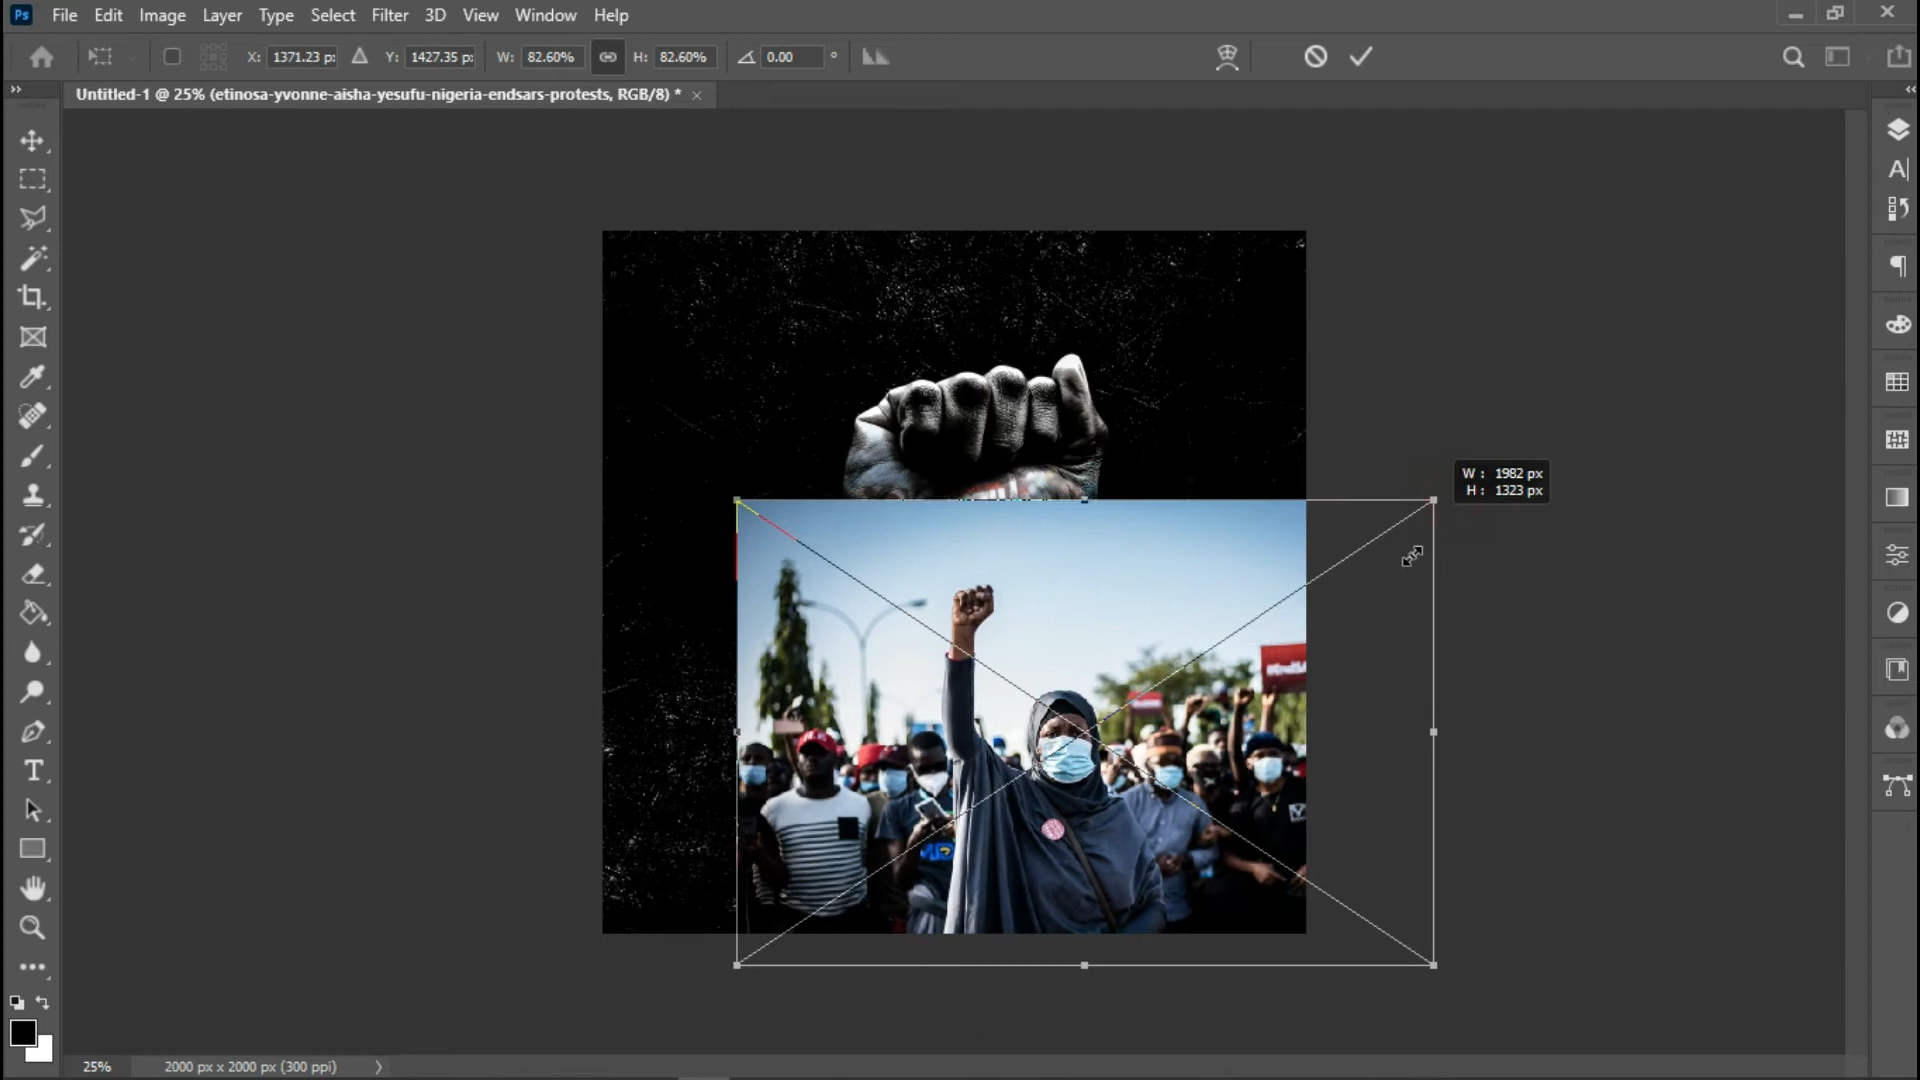 Ps File Edit Image Layer Type Select Filter 3D View Window Help
X: 1371.23 p: Y: 1427.35 p: W: 82.60% H: 82.60% 0.00 °
Untitled-1 @ 25% (etinosa-yvonne-aisha-yesufu-nigeria-endsars-protests, RGB/8) *
W : 1982 px
H : 1323 px
25% 2000 px x 2000 px (300 ppi)